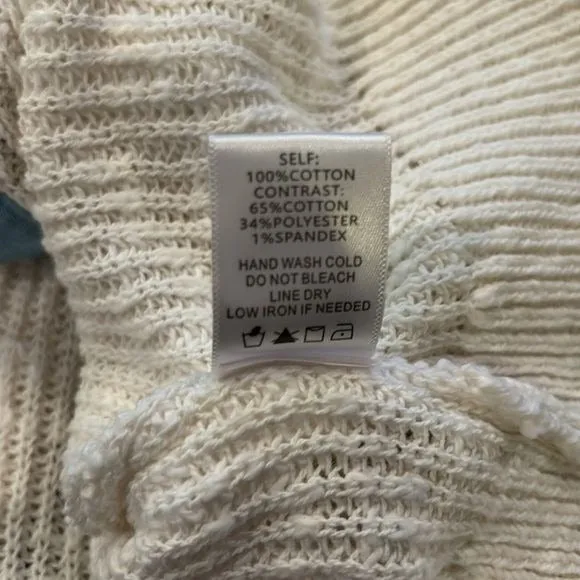 SELF:
100%COTTON
CONTRAST:
65%COTTON
34%POLYESTER
1%SPANDEX
HAND WASH COLD
DO NOT BLEACH
LINE DRY
LOW IRON IF NEEDED